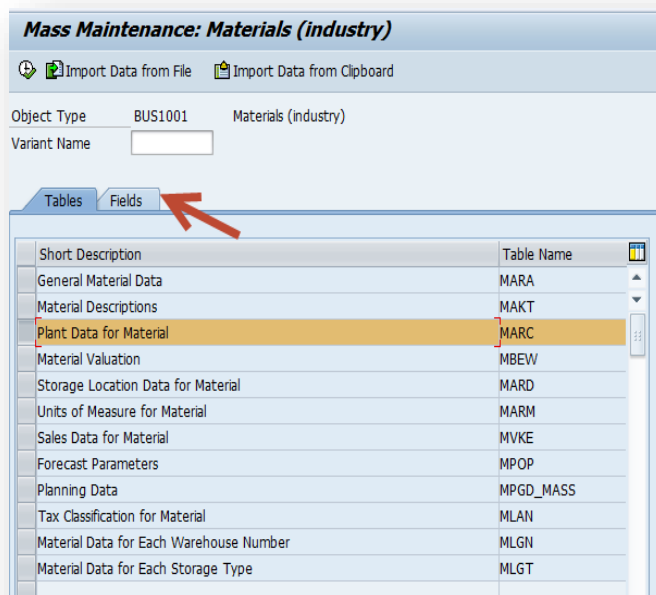 Mass Maintenance: Materials (industry)
Import Data from File Import Data from Clipboard
Object Type BUS1001 Materials (industry)
Variant Name
Tables Fields
Short Description Table Name
General Material Data MARA
Material Descriptions MAKT
Plant Data for Material MARC
Material Valuation MBEW
Storage Location Data for Material MARD
Units of Measure for Material MARM
Sales Data for Material MVKE
Forecast Parameters MPOP
Planning Data MPGD_MASS
Tax Classification for Material MLAN
Material Data for Each Warehouse Number MLGN
Material Data for Each Storage Type MLGT